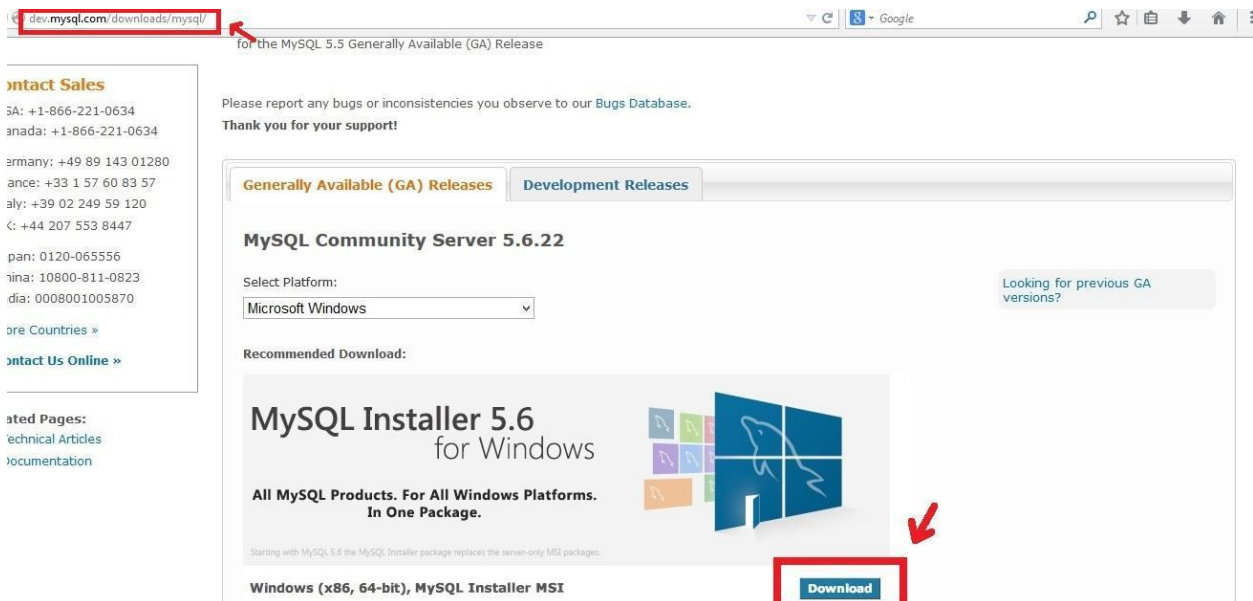 dev.mysql.com/downloads/mysql/
Google
for the MySQL 5.5 Generally Available (GA) Release
ontact Sales
SA: +1-866-221-0634
anada: +1-866-221-0634
ermany: +49 89 143 01280
ance: +33 1 57 60 83 57
aly: +39 02 249 59 120
K: +44 207 553 8447
pan: 0120-065556
hina: 10800-811-0823
dia: 0008001005870
ore Countries »
ontact Us Online »
ated Pages:
Technical Articles
Documentation
Please report any bugs or inconsistencies you observe to our Bugs Database.
Thank you for your support!
Generally Available (GA) Releases
Development Releases
MySQL Community Server 5.6.22
Select Platform:
Microsoft Windows
Looking for previous GA
versions?
Recommended Download:
MySQL Installer 5.6
for Windows
All MySQL Products. For All Windows Platforms.
In One Package.
Starting with MySQL 5.6 the MySQL Installer package replaces the server-only MSI packages.
Windows (x86, 64-bit), MySQL Installer MSI
Download